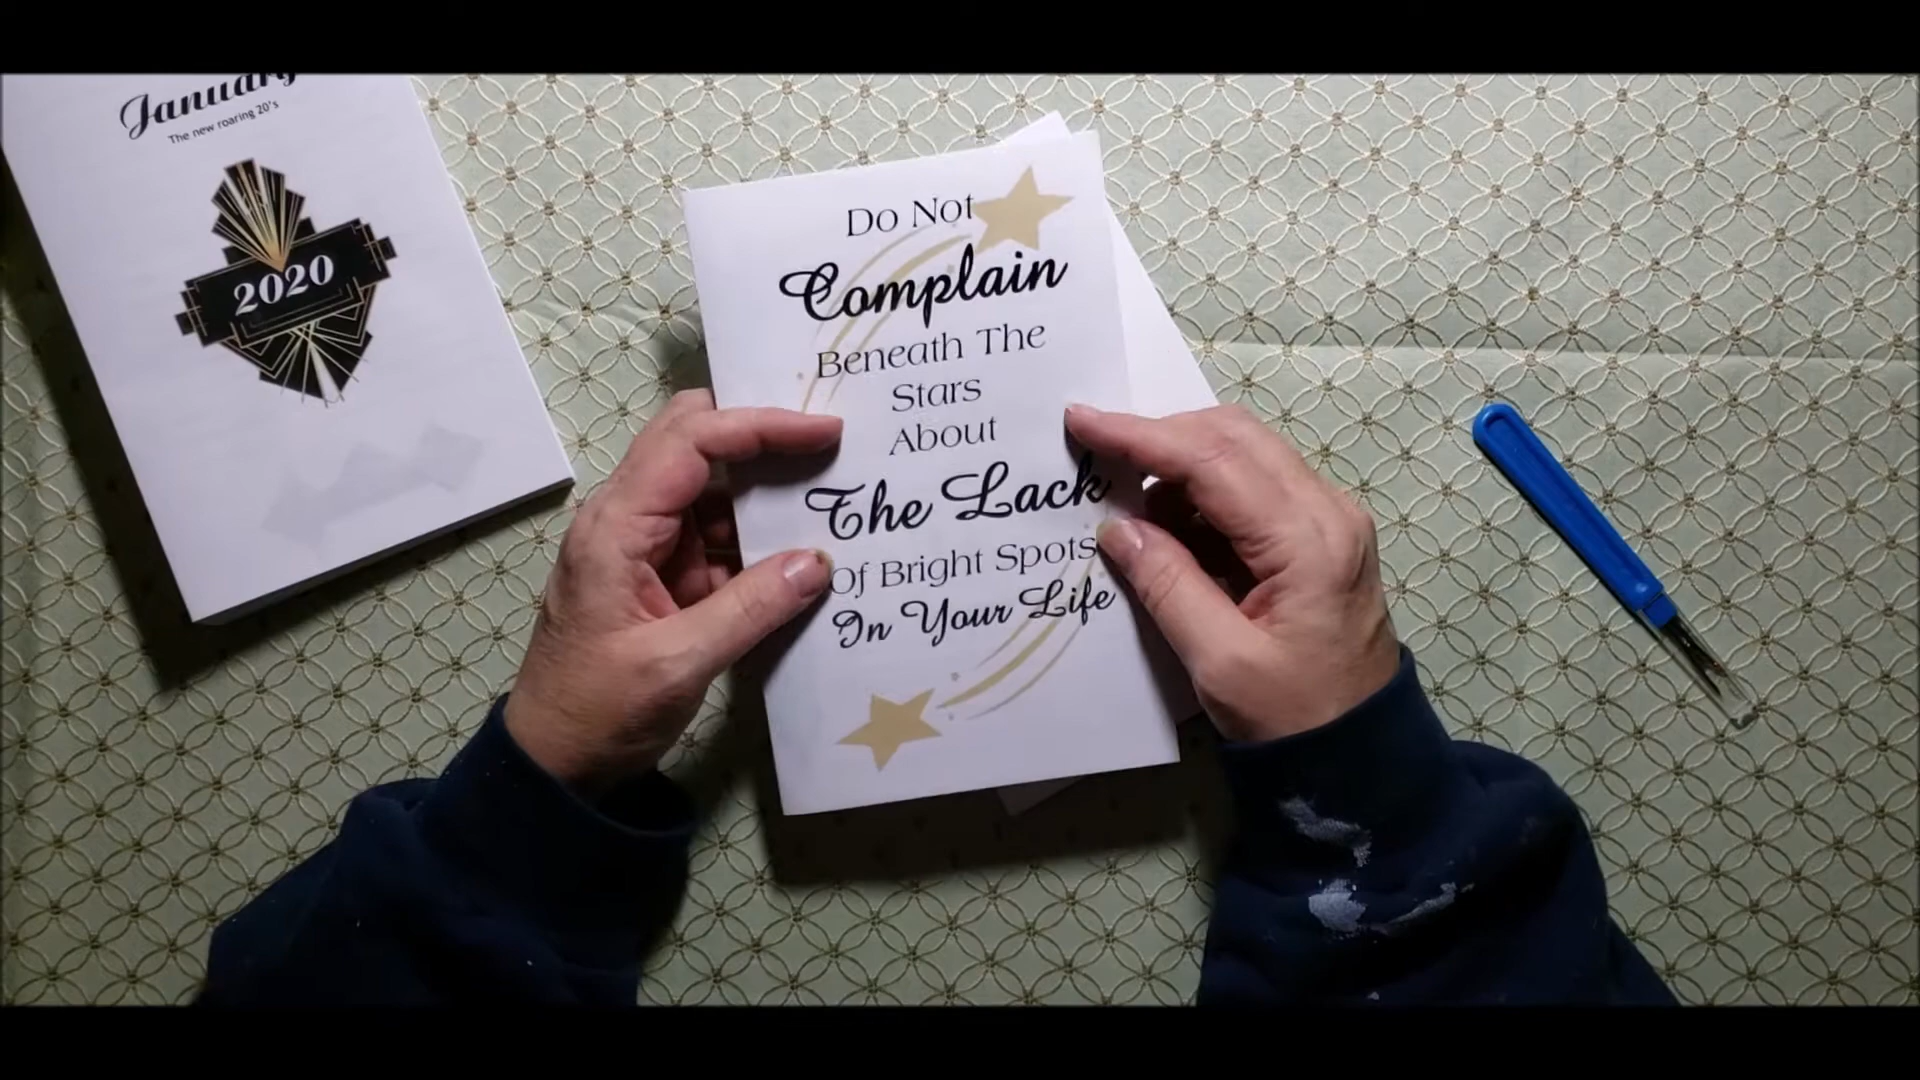 January
The new roaring 20's
2020
Do Not
Complain
Beneath The
Stars
About
The Lack
Of Bright Spots
In Your Life